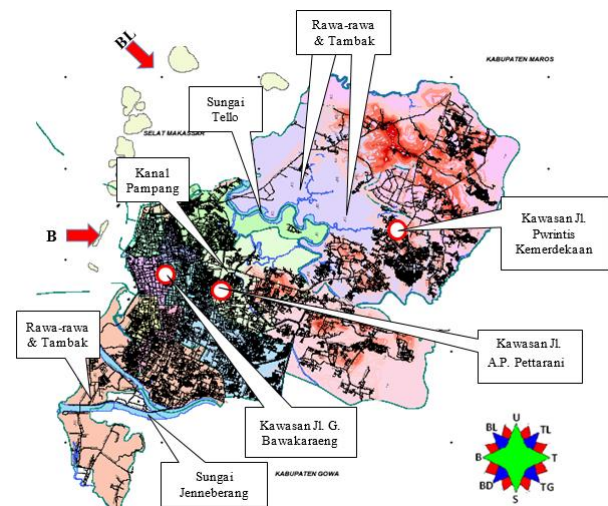 BL
Rawa-rawa
& Tambak
KABUPATEN MAROS
Sungai
Tello
SELAT MAKASSAR
Kanal
Pampang
B
Kawasan Jl.
Pwrintis
Kemerdekaan
Rawa-rawa
& Tambak
Kawasan Jl.
A.P. Pettarani
Kawasan Jl. G.
Bawakaraeng
Sungai
Jenneberang
KABUPATEN GOWA
U
BL
TL
B
T
BD
TG
S